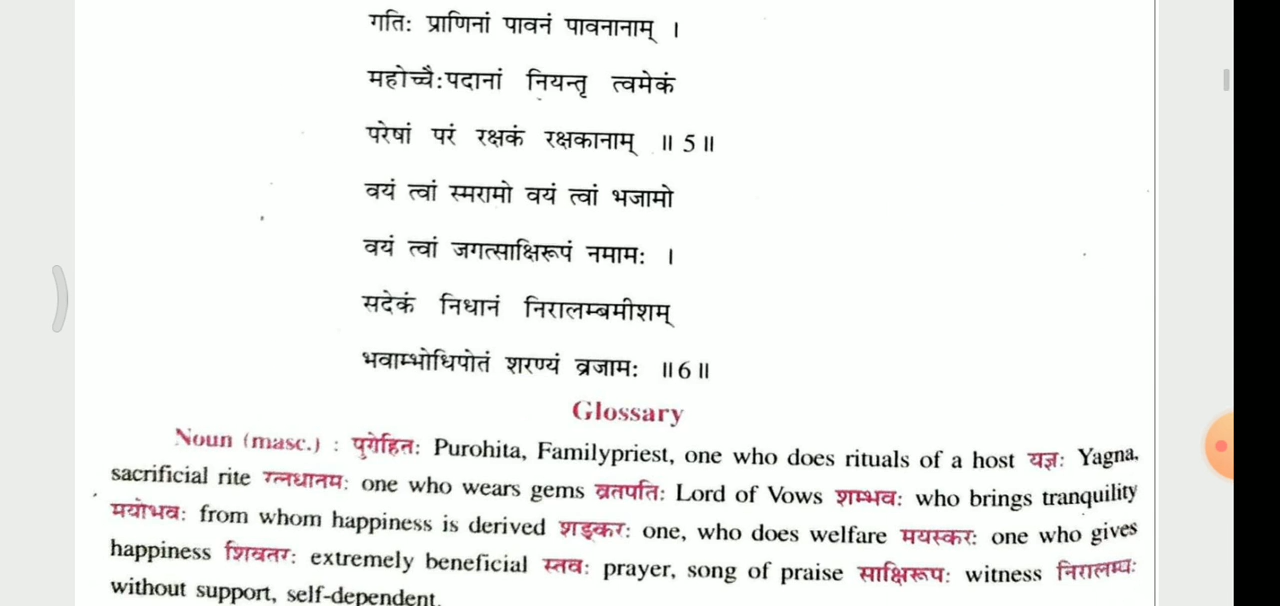 गतिः प्राणिनां पावनं पावनानाम् ।
महोच्चैःपदानां नियन्तृ त्वमेकं
परेषां परं रक्षकं रक्षकानाम् ॥ 5 ॥
वयं त्वां स्मरामो वयं त्वां भजामो
वयं त्वां जगत्साक्षिरूपं नमामः ।
सदेकं निधानं निरालम्बमीशम्
भवाम्भोधिपोतं शरण्यं व्रजामः ॥ 6 ॥
Glossary
Noun (masc.) : पुरोहितः Purohita, Familypriest, one who does rituals of a host यज्ञः Yagna,
sacrificial rite रत्नधातमः one who wears gems व्रतपतिः Lord of Vows शम्भवः who brings tranquility
मयोभवः from whom happiness is derived शङ्करः one, who does welfare मयस्करः one who gives
happiness शिवतरः extremely beneficial स्तवः prayer, song of praise साक्षिरूपः witness निरालम्बः
without support, self-dependent.